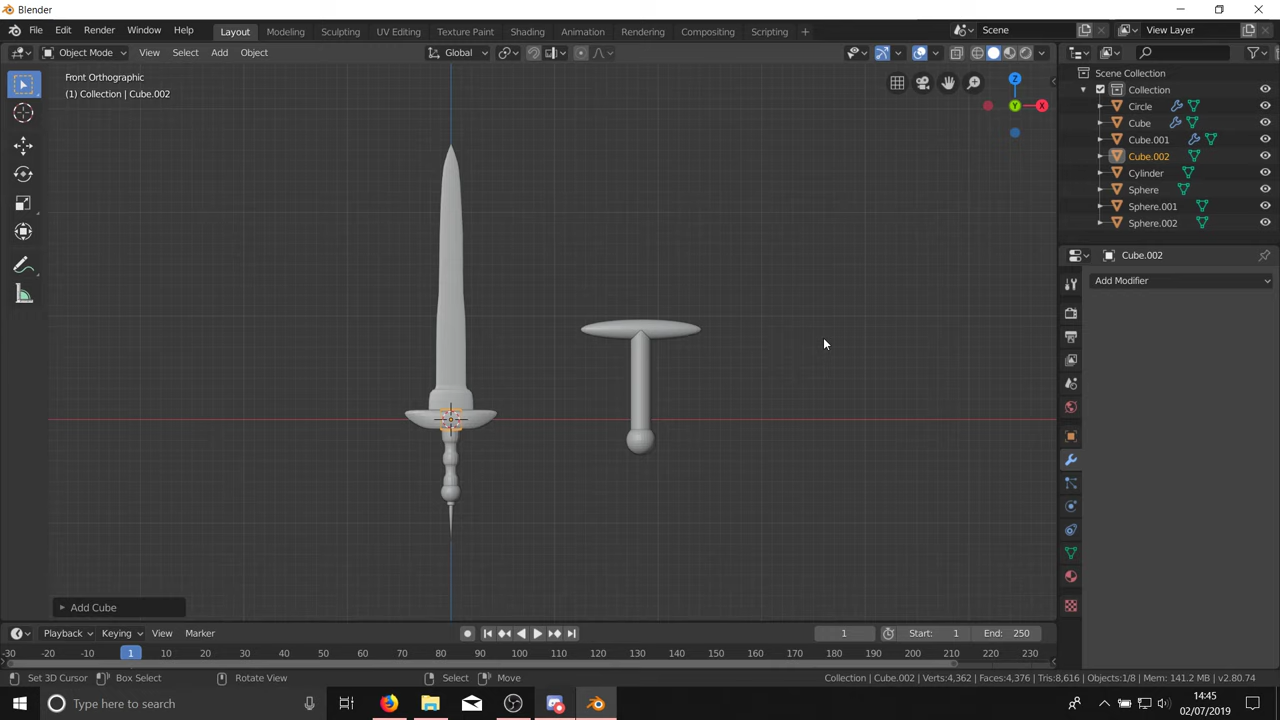 Blender
File Edit Render Window Help
Layout Modeling Sculpting UV Editing Texture Paint Shading Animation Rendering Compositing Scripting +
Scene
View Layer
Object Mode View Select Add Object
Global
Front Orthographic
(1) Collection | Cube.002
Z
Y
X
Scene Collection
Collection
Circle
Cube
Cube.001
Cube.002
Cylinder
Sphere
Sphere.001
Sphere.002
Cube.002
Add Modifier
Add Cube
Playback Keying View Marker
1
Start: 1
End: 250
-30 -20 -10 1 10 20 30 40 50 60 70 80 90 100 110 120 130 140 150 160 170 180 190 200 210 220 230
Set 3D Cursor Box Select Rotate View Select Move
Collection | Cube.002 | Verts:4,362 | Faces:4,376 | Tris:8,616 | Objects:1/8 | Mem: 141.2 MB | v2.80.74
Type here to search
14:45
02/07/2019